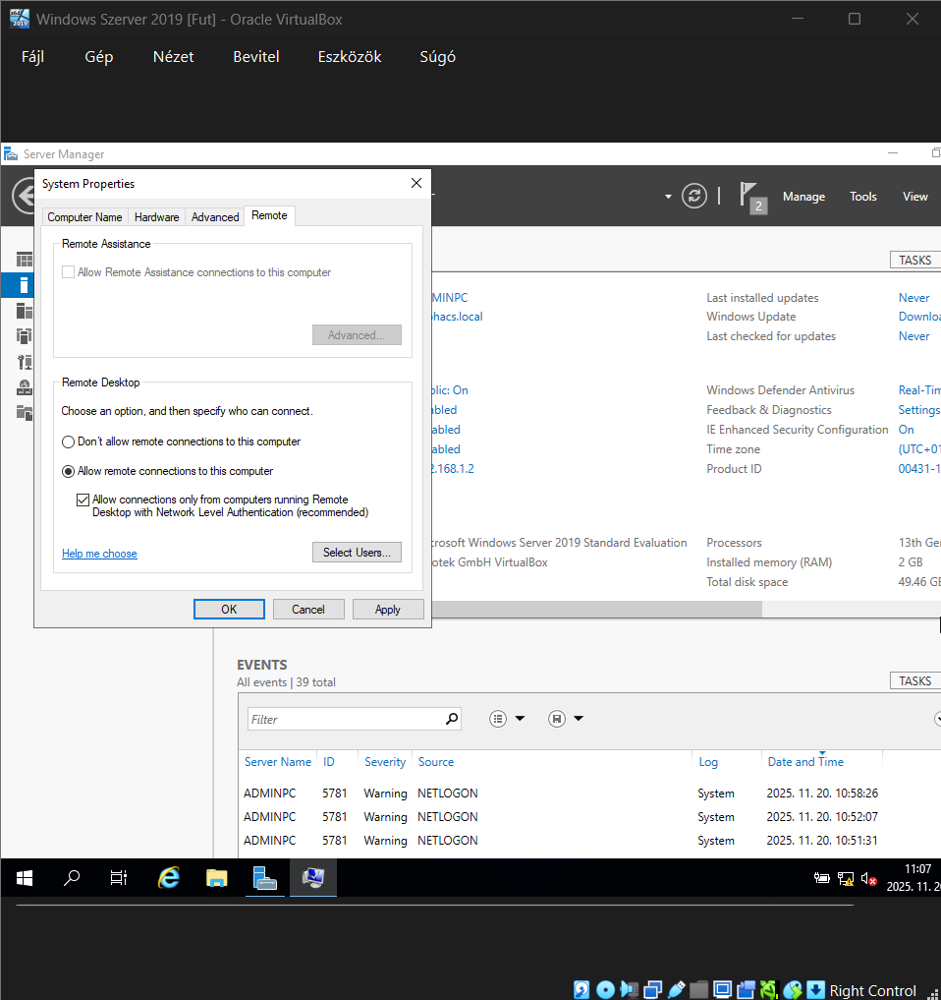 Windows Szerver 2019 [Fut] - Oracle VirtualBox
Fájl Gép Nézet Bevitel Eszközök Súgó
Server Manager
System Properties
2 Manage Tools View
Computer Name Hardware Advanced Remote
Remote Assistance
Allow Remote Assistance connections to this computer
Advanced...
Remote Desktop
Choose an option, and then specify who can connect.
Don't allow remote connections to this computer
Allow remote connections to this computer
Allow connections only from computers running Remote
Desktop with Network Level Authentication (recommended)
Help me choose
Select Users...
OK Cancel Apply
TASKS
MINPC
hacs.local
Last installed updates Never
Windows Update Downloa
Last checked for updates Never
blic: On
bled
abled
abled
2.168.1.2
Windows Defender Antivirus Real-Tim
Feedback & Diagnostics Settings
IE Enhanced Security Configuration On
Time zone (UTC+01
Product ID 00431-1
crosoft Windows Server 2019 Standard Evaluation
otek GmbH VirtualBox
Processors 13th Gen
Installed memory (RAM) 2 GB
Total disk space 49.46 GB
EVENTS
All events | 39 total
TASKS
Filter
Server Name ID Severity Source Log Date and Time
ADMINPC 5781 Warning NETLOGON System 2025. 11. 20. 10:58:26
ADMINPC 5781 Warning NETLOGON System 2025. 11. 20. 10:52:07
ADMINPC 5781 Warning NETLOGON System 2025. 11. 20. 10:51:31
11:07
2025. 11. 20
Right Control